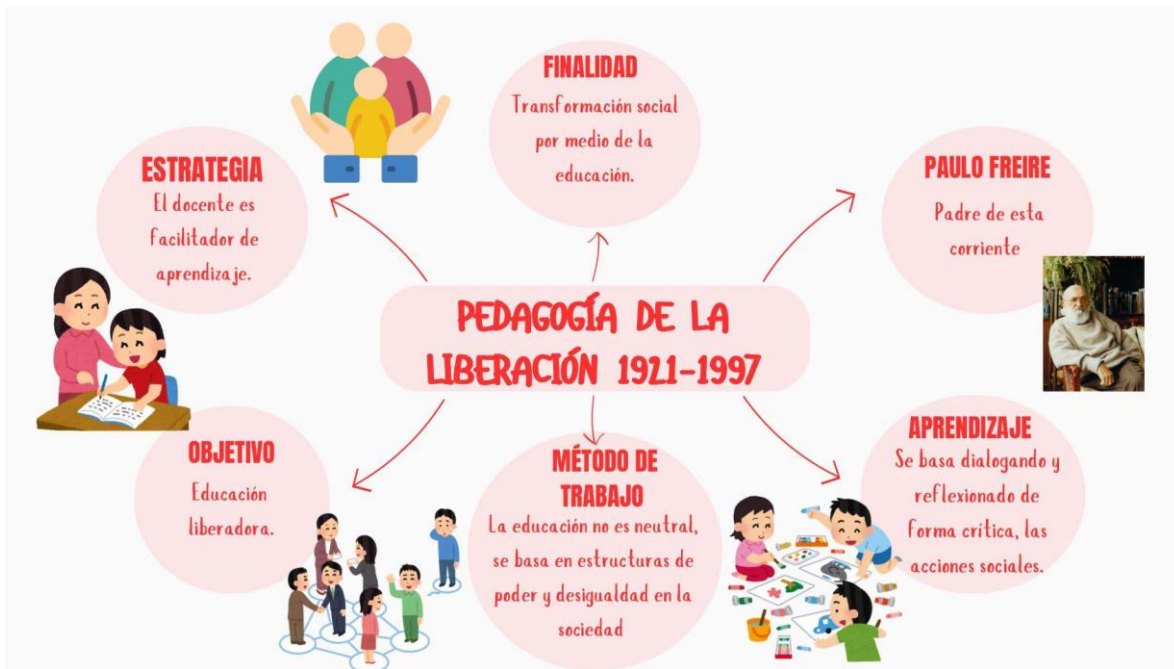 FINALIDAD
Transformación social
por medio de la
educación.
ESTRATEGIA
El docente es
facilitador de
aprendizaje.
PAULO FREIRE
Padre de esta
corriente
PEDAGOGÍA DE LA
LIBERACIÓN 1921-1997
OBJETIVO
Educación
liberadora.
MÉTODO DE
TRABAJO
La educación no es neutral,
se basa en estructuras de
poder y desigualdad en la
sociedad
APRENDIZAJE
Se basa dialogando y
reflexionado de
forma crítica, las
acciones sociales.